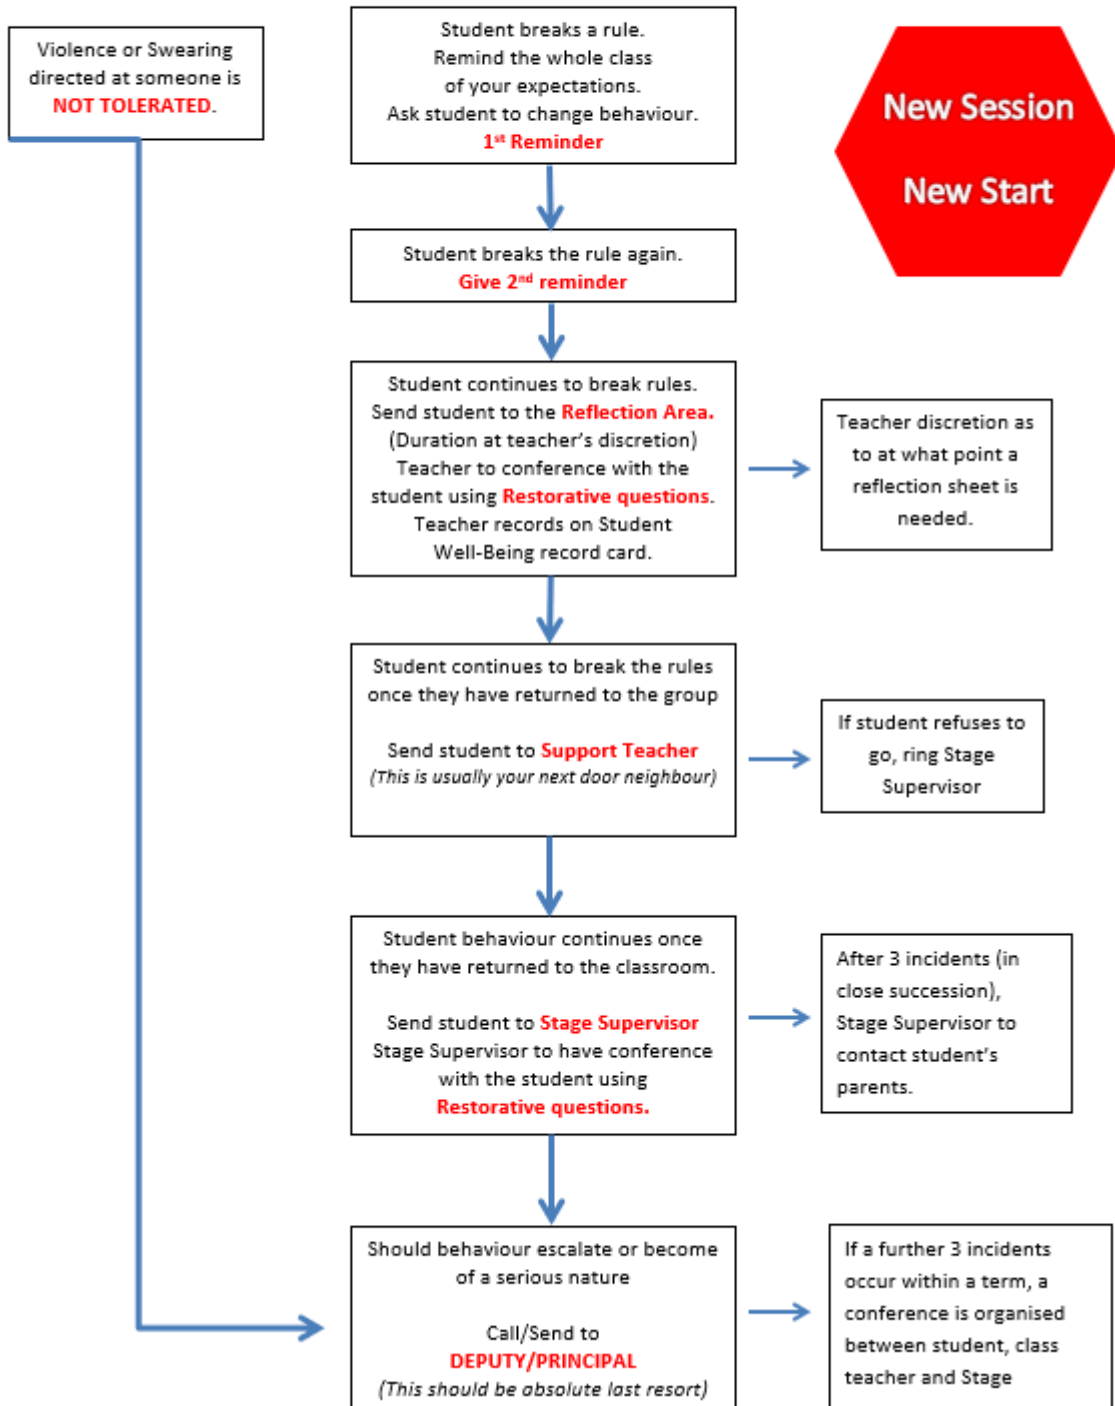 Violence or Swearing
directed at someone is
NOT TOLERATED.
Student breaks a rule.
Remind the whole class
of your expectations.
Ask student to change behaviour.
1st Reminder
New Session
New Start
Student breaks the rule again.
Give 2nd reminder
Student continues to break rules.
Send student to the Reflection Area.
(Duration at teacher's discretion)
Teacher to conference with the
student using Restorative questions.
Teacher records on Student
Well-Being record card.
Teacher discretion as
to at what point a
reflection sheet is
needed.
Student continues to break the rules
once they have returned to the group
Send student to Support Teacher
(This is usually your next door neighbour)
If student refuses to
go, ring Stage
Supervisor
Student behaviour continues once
they have returned to the classroom.
Send student to Stage Supervisor
Stage Supervisor to have conference
with the student using
Restorative questions.
After 3 incidents (in
close succession),
Stage Supervisor to
contact student's
parents.
Should behaviour escalate or become
of a serious nature
Call/Send to
DEPUTY/PRINCIPAL
(This should be absolute last resort)
If a further 3 incidents
occur within a term, a
conference is organised
between student, class
teacher and Stage